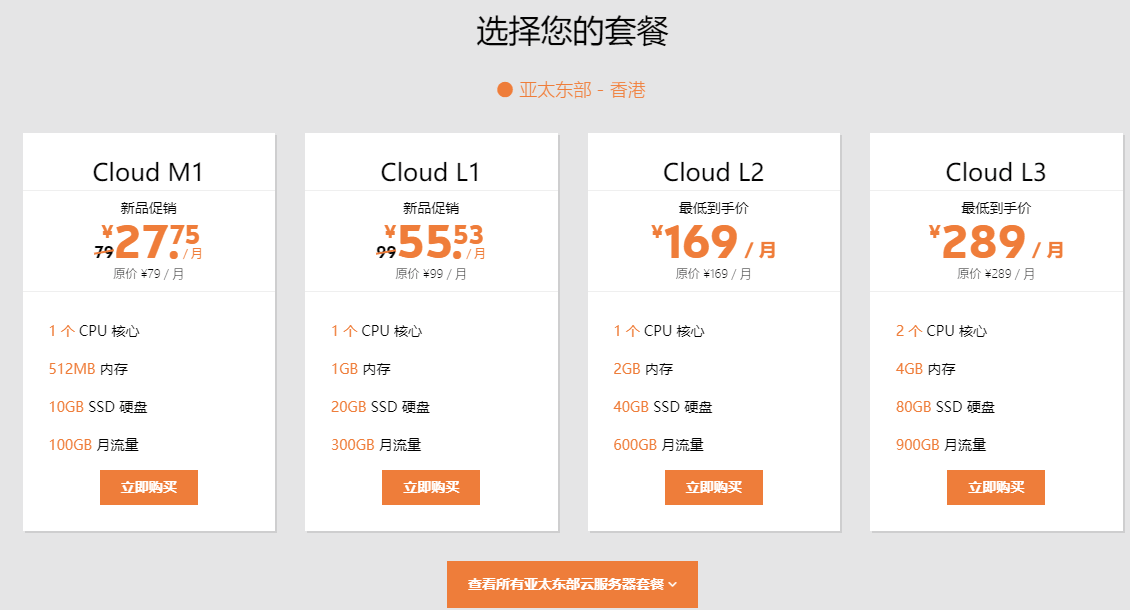 选择您的套餐
亚太东部 - 香港
Cloud M1
新品促销
79 ¥27.75 / 月
原价 ¥79 / 月
1 个 CPU 核心
512MB 内存
10GB SSD 硬盘
100GB 月流量
立即购买
Cloud L1
新品促销
99 ¥55.53 / 月
原价 ¥99 / 月
1 个 CPU 核心
1GB 内存
20GB SSD 硬盘
300GB 月流量
立即购买
Cloud L2
最低到手价
¥169 / 月
原价 ¥169 / 月
1 个 CPU 核心
2GB 内存
40GB SSD 硬盘
600GB 月流量
立即购买
Cloud L3
最低到手价
¥289 / 月
原价 ¥289 / 月
2 个 CPU 核心
4GB 内存
80GB SSD 硬盘
900GB 月流量
立即购买
查看所有亚太东部云服务器套餐